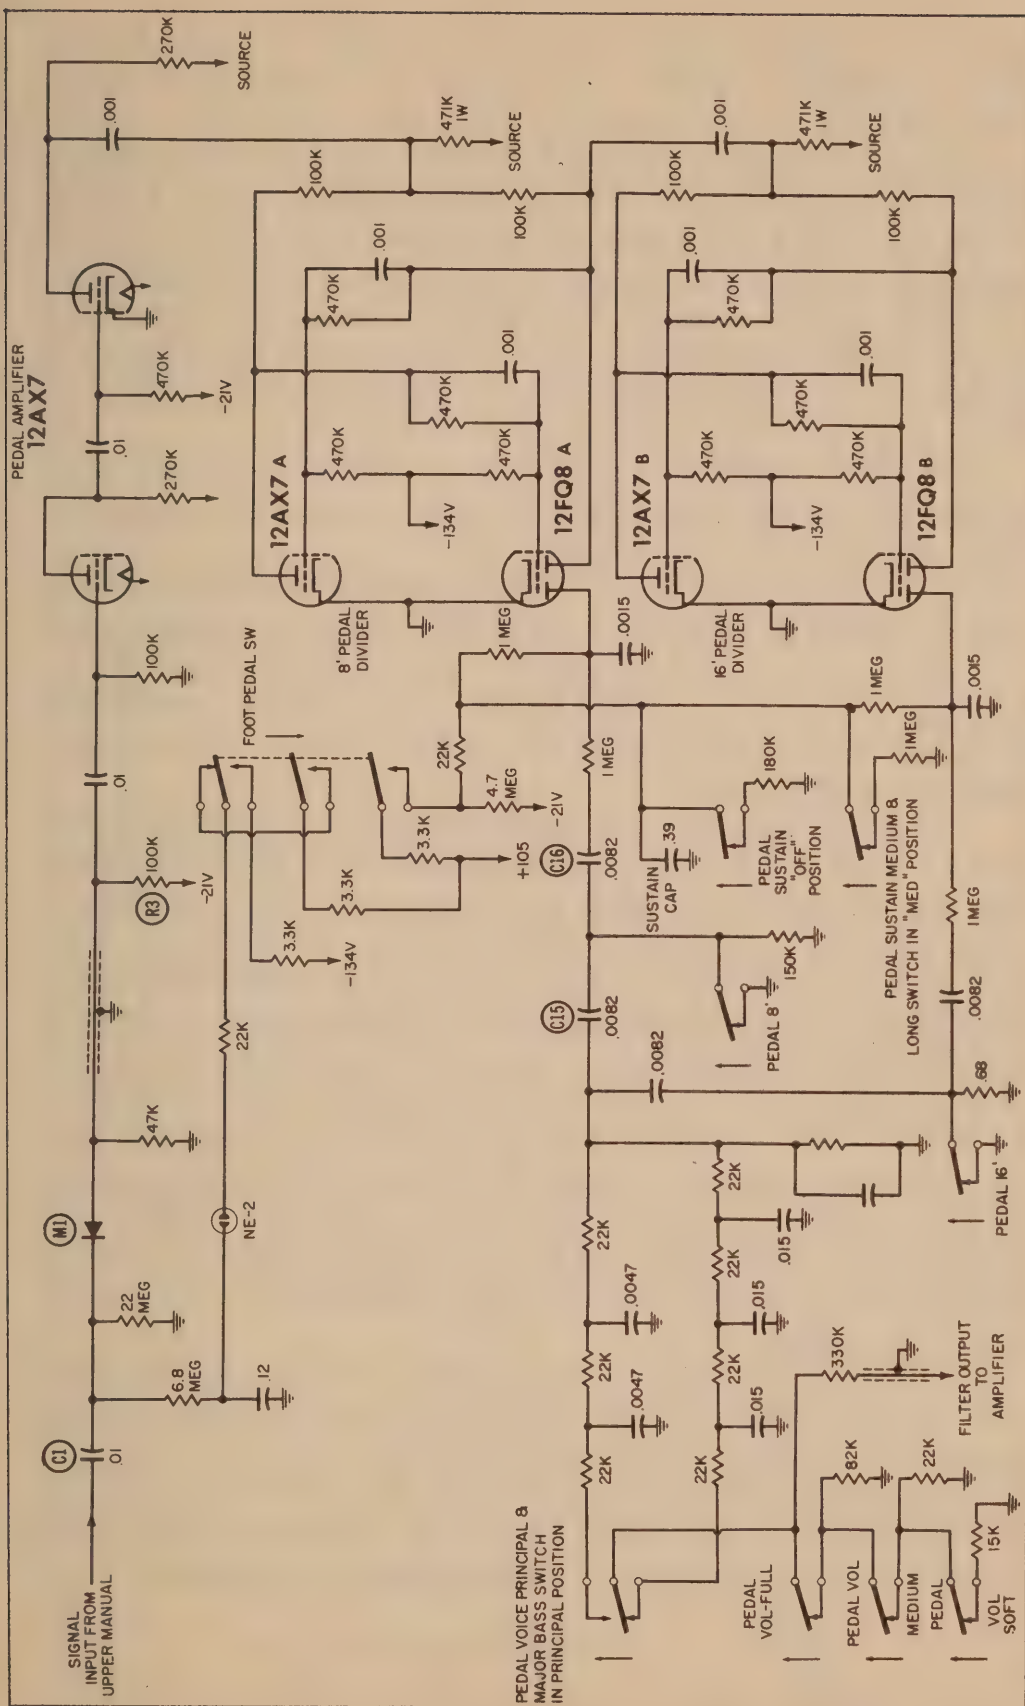 SIGNAL
INPUT FROM
UPPER MANUAL
C1
.01
6.8
MEG
.12
22
MEG
M1
47K
NE-2
22K
R3
100K
-21V
.01
100K
PEDAL AMPLIFIER
12AX7
270K
.01
470K
-21V
270K
SOURCE
.001
471K
1W
SOURCE
FOOT PEDAL SW
3.3K
-134V
3.3K
3.3K
+105
22K
4.7
MEG
-21V
8' PEDAL
DIVIDER
12AX7 A
470K
470K
-134V
470K
.001
470K
.001
100K
100K
12FQ8 A
1 MEG
.0015
1 MEG
C16
.0082
C15
.0082
16' PEDAL
DIVIDER
12AX7 B
470K
470K
-134V
470K
.001
470K
.001
100K
100K
.001
471K
1W
SOURCE
12FQ8 B
1 MEG
.0015
SUSTAIN
CAP
.39
180K
PEDAL
SUSTAIN
"OFF"
POSITION
1 MEG
PEDAL SUSTAIN MEDIUM &
LONG SWITCH IN "MED" POSITION
1 MEG
.0082
150K
PEDAL 8'
.0082
.68
PEDAL 16'
PEDAL VOICE PRINCIPAL &
MAJOR BASS SWITCH
IN PRINCIPAL POSITION
22K
.0047
22K
.0047
22K
22K
.015
22K
.015
22K
.015
22K
330K
FILTER OUTPUT
TO
AMPLIFIER
PEDAL
VOL-FULL
82K
PEDAL VOL
MEDIUM
22K
PEDAL
VOL
SOFT
15K